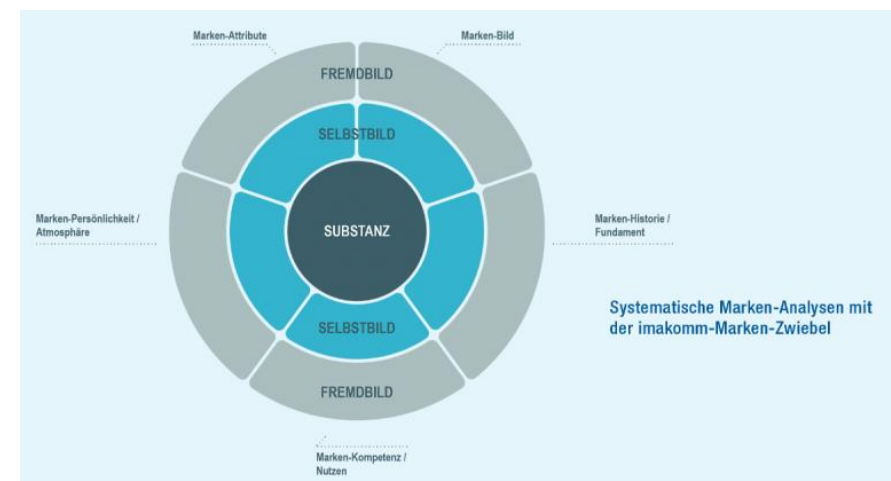 Marken-Attribute
Marken-Bild
FREMDBILD
SELBSTBILD
Marken-Persönlichkeit /
Atmosphäre
SUBSTANZ
Marken-Historie /
Fundament
Systematische Marken-Analysen mit
der imakomm-Marken-Zwiebel
SELBSTBILD
FREMDBILD
Marken-Kompetenz /
Nutzen